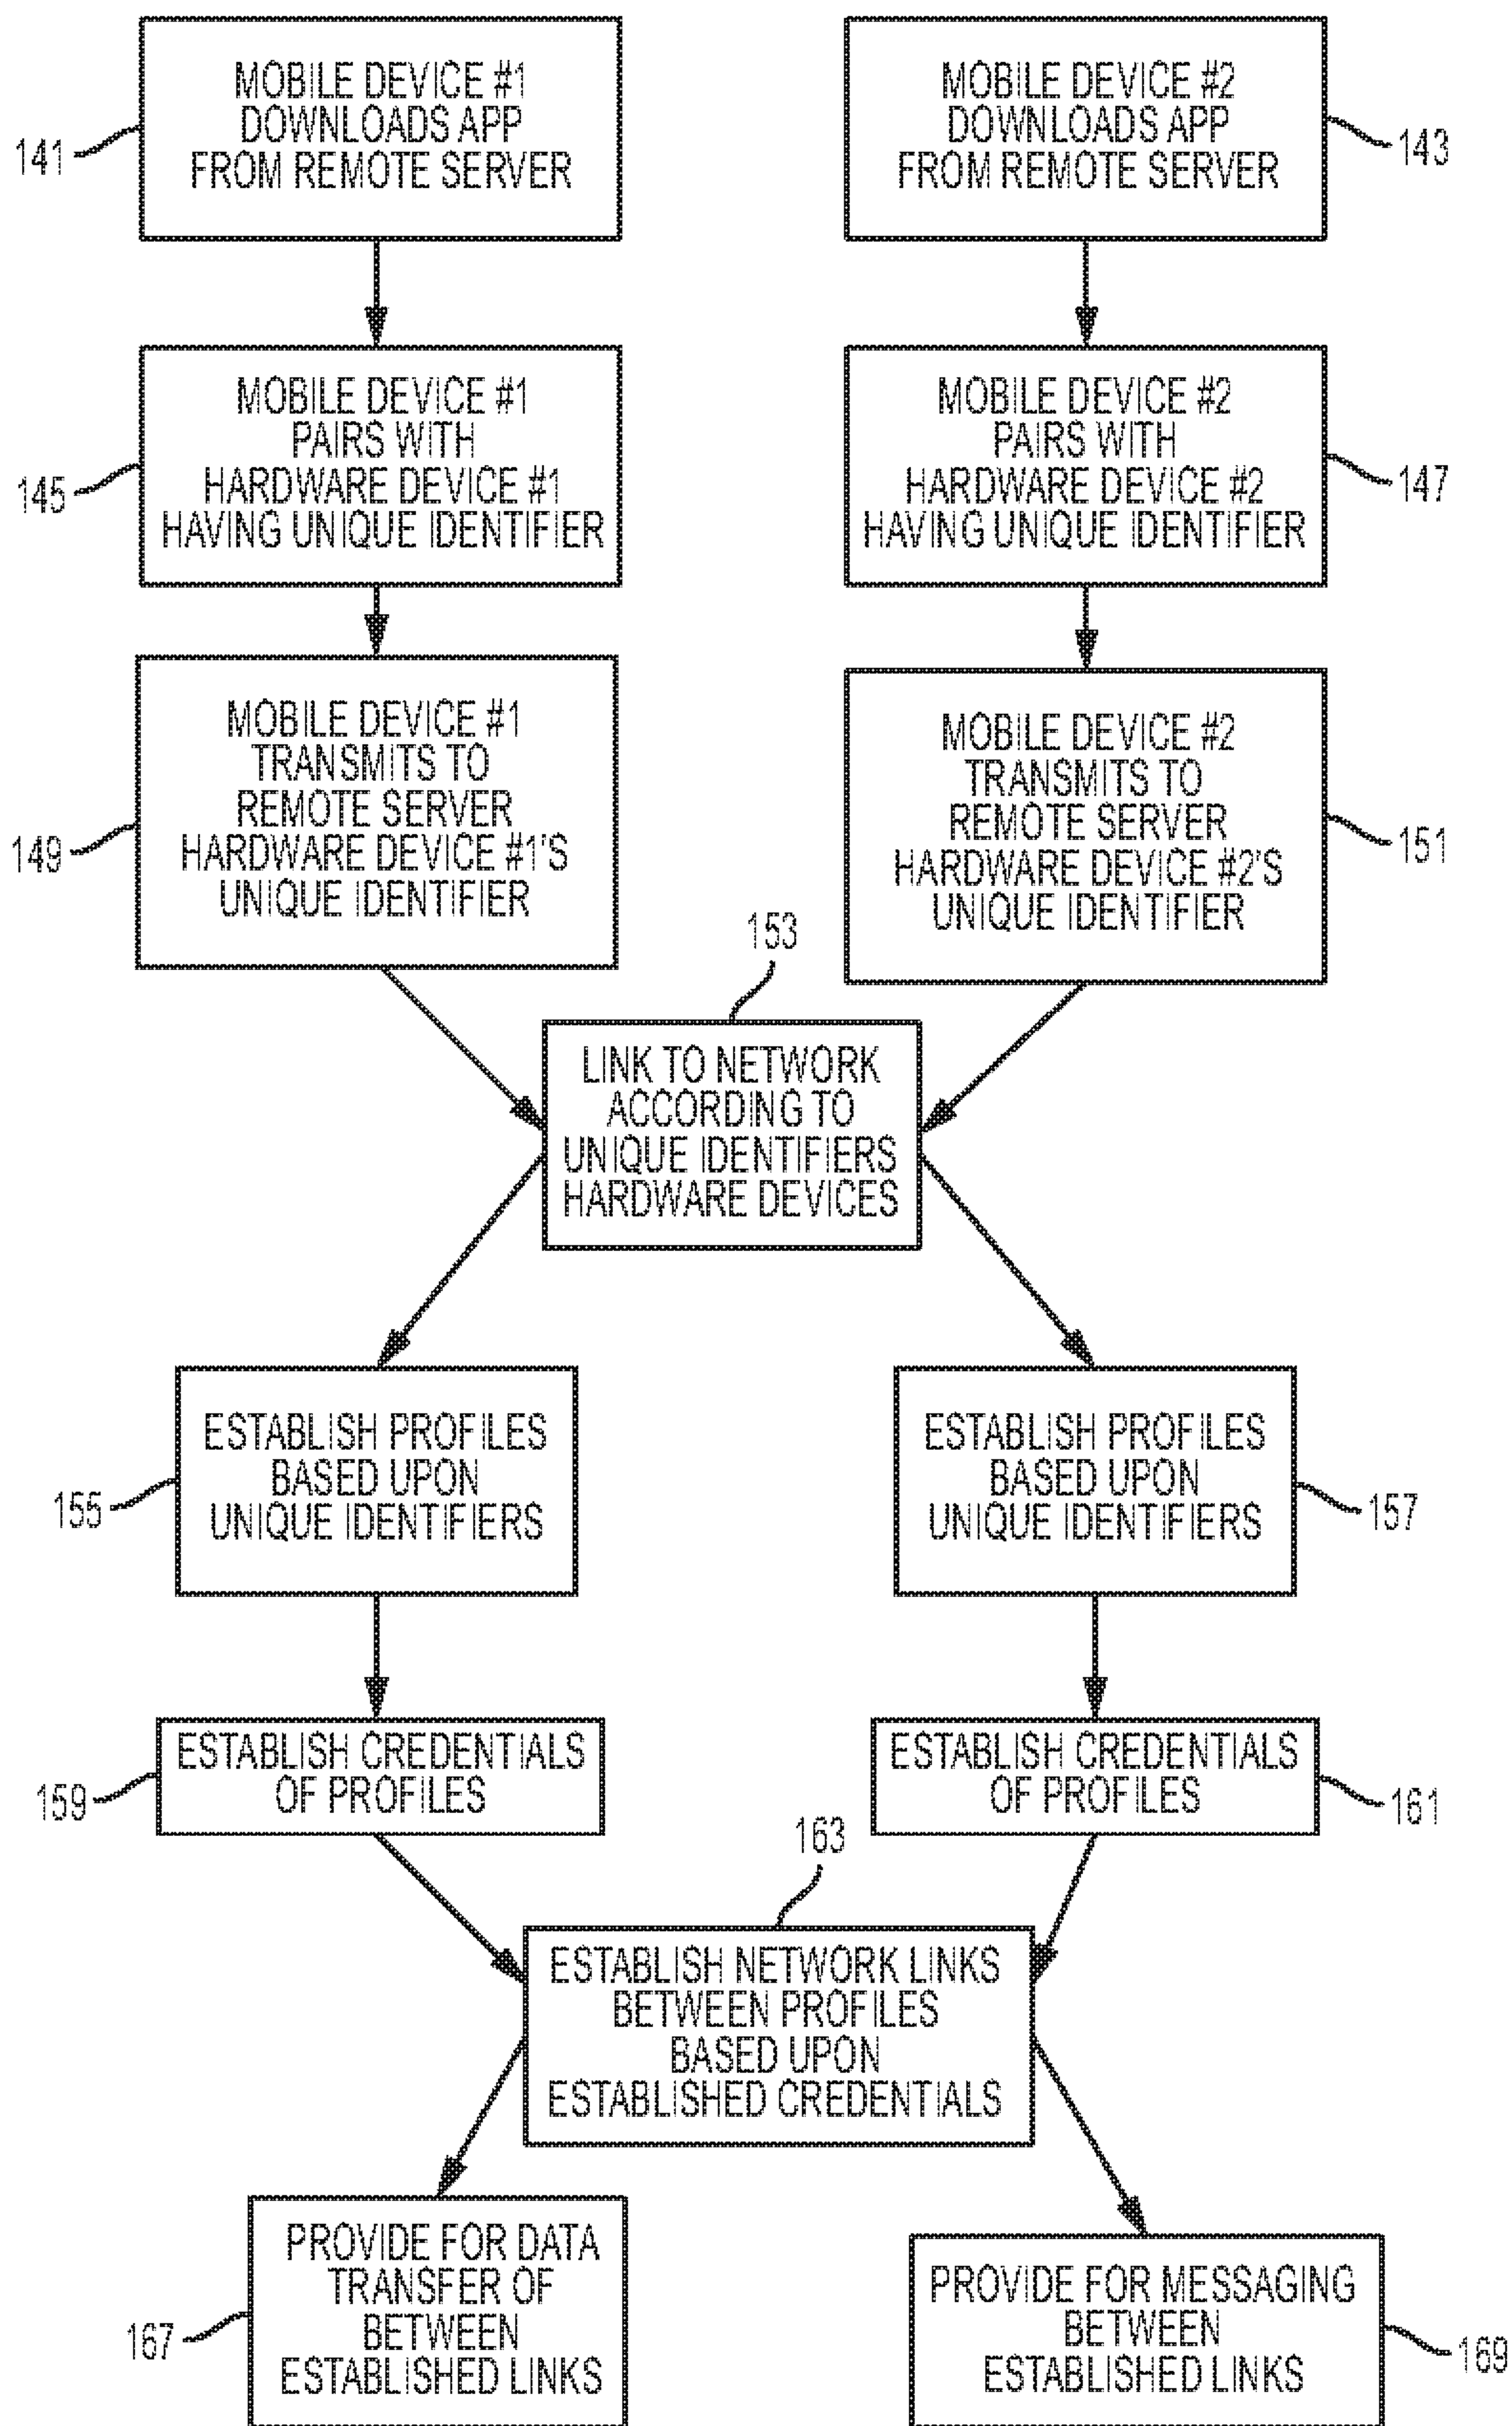 MOBILE DEVICE #1
DOWNLOADS APP
FROM REMOTE SERVER
141
MOBILE DEVICE #2
DOWNLOADS APP
FROM REMOTE SERVER
143
MOBILE DEVICE #1
PAIRS WITH
HARDWARE DEVICE #1
HAVING UNIQUE IDENTIFIER
145
MOBILE DEVICE #2
PAIRS WITH
HARDWARE DEVICE #2
HAVING UNIQUE IDENTIFIER
147
MOBILE DEVICE #1
TRANSMITS TO
REMOTE SERVER
HARDWARE DEVICE #1'S
UNIQUE IDENTIFIER
149
MOBILE DEVICE #2
TRANSMITS TO
REMOTE SERVER
HARDWARE DEVICE #2'S
UNIQUE IDENTIFIER
151
153
LINK TO NETWORK
ACCORDING TO
UNIQUE IDENTIFIERS
HARDWARE DEVICES
ESTABLISH PROFILES
BASED UPON
UNIQUE IDENTIFIERS
155
ESTABLISH PROFILES
BASED UPON
UNIQUE IDENTIFIERS
157
ESTABLISH CREDENTIALS
OF PROFILES
159
ESTABLISH CREDENTIALS
OF PROFILES
161
163
ESTABLISH NETWORK LINKS
BETWEEN PROFILES
BASED UPON
ESTABLISHED CREDENTIALS
PROVIDE FOR DATA
TRANSFER OF
BETWEEN
ESTABLISHED LINKS
167
PROVIDE FOR MESSAGING
BETWEEN
ESTABLISHED LINKS
169